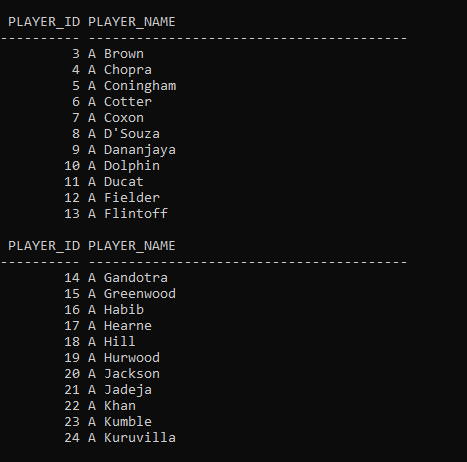 PLAYER_ID PLAYER_NAME
---------- ----------------------------------------
3 A Brown
4 A Chopra
5 A Coningham
6 A Cotter
7 A Coxon
8 A D'Souza
9 A Dananjaya
10 A Dolphin
11 A Ducat
12 A Fielder
13 A Flintoff
PLAYER_ID PLAYER_NAME
---------- ----------------------------------------
14 A Gandotra
15 A Greenwood
16 A Habib
17 A Hearne
18 A Hill
19 A Hurwood
20 A Jackson
21 A Jadeja
22 A Khan
23 A Kumble
24 A Kuruvilla